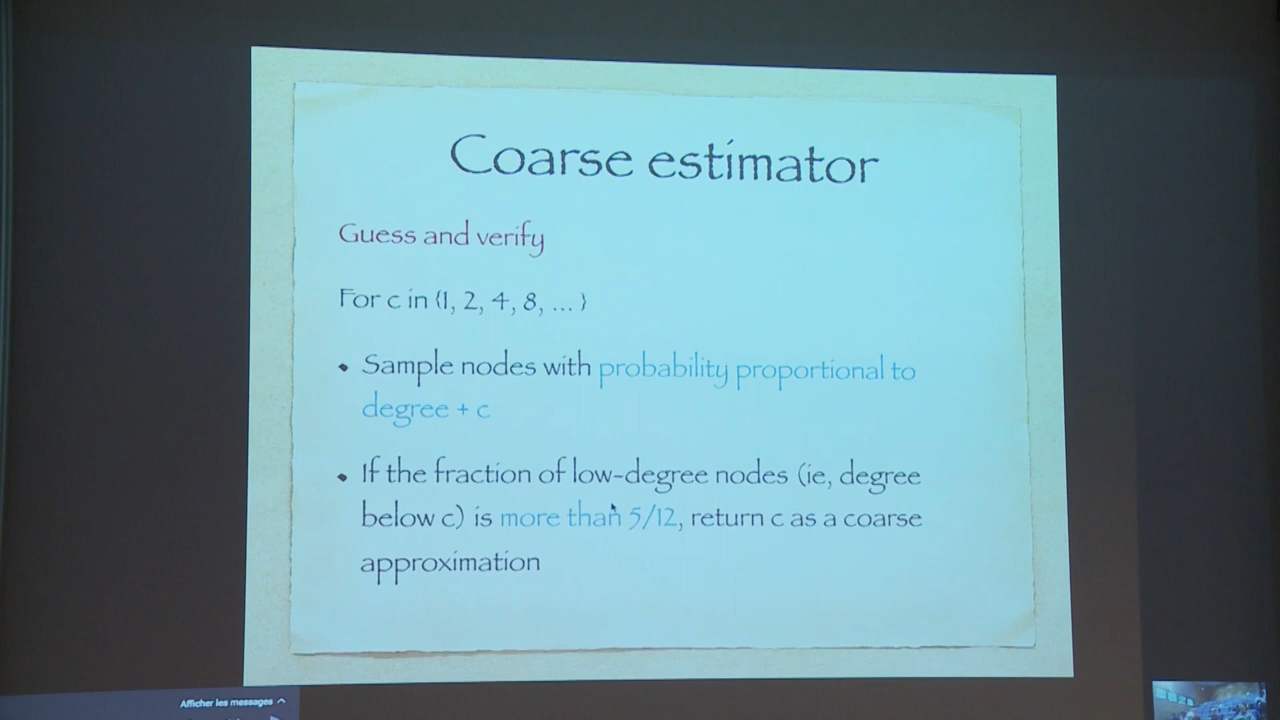 Coarse estimator
Guess and verify
For c in {1, 2, 4, 8, ... }
• Sample nodes with probability proportional to
degree + c
• If the fraction of low-degree nodes (ie, degree
below c) is more than 5/12, return c as a coarse
approximation
Afficher les messages